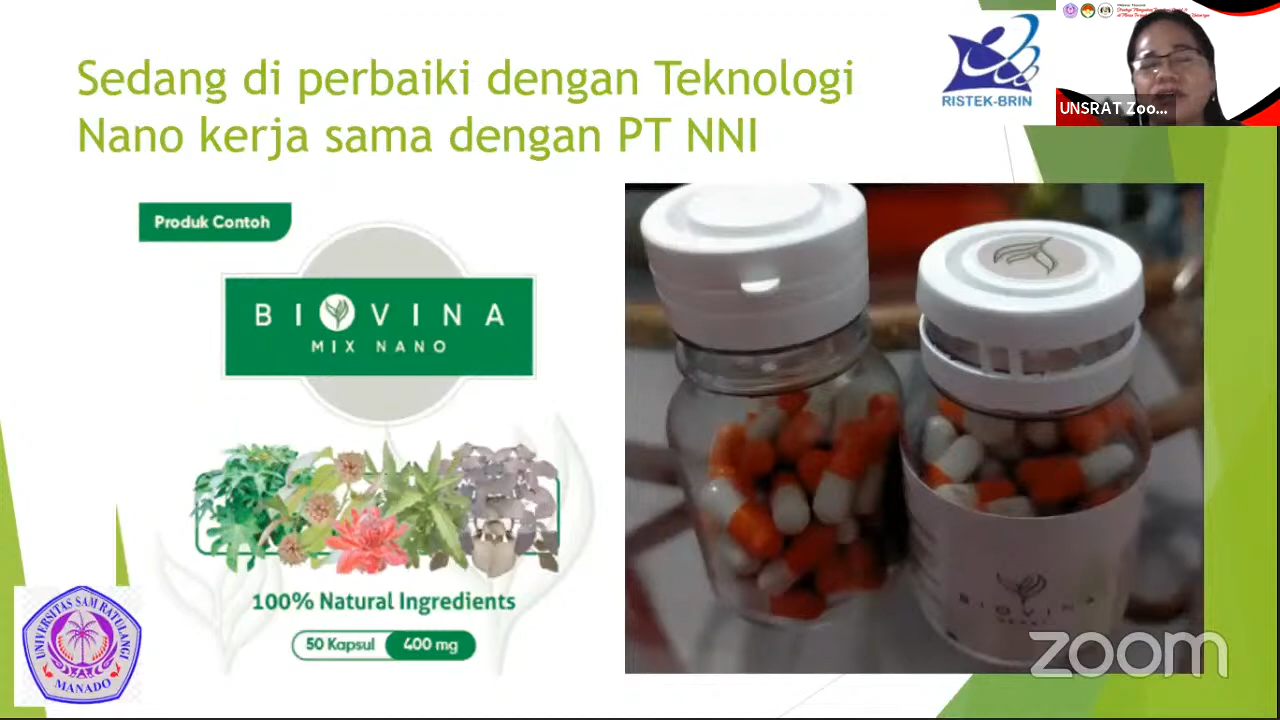 Sedang di perbaiki dengan Teknologi
Nano kerja sama dengan PT NNI
RISTEK-BRIN
UNSRAT Zoo...
Produk Contoh
BIOVINA
MIX NANO
100% Natural Ingredients
50 Kapsul 400 mg
UNIVERSITAS SAM RATULANGI
MANADO
BIOVINA
zoom